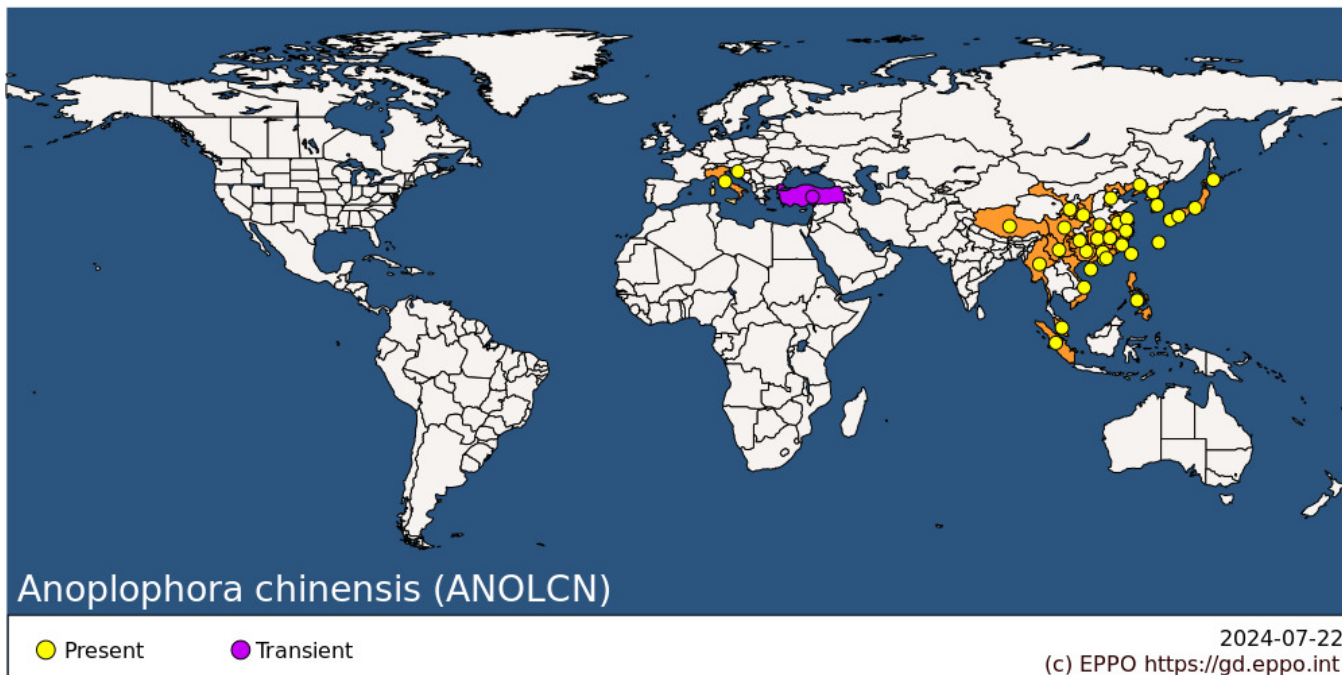 Anoplophora chinensis (ANOLCN)
Present
Transient
2024-07-22
(c) EPPO https://gd.eppo.int